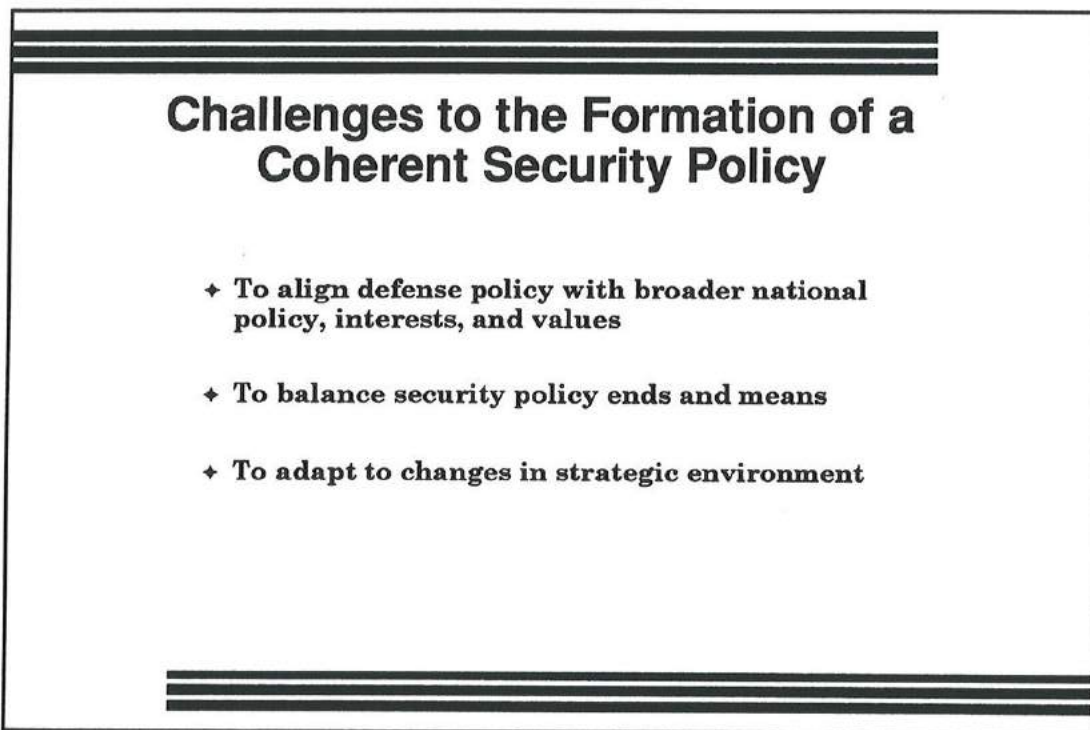 Challenges to the Formation of a
Coherent Security Policy
✦ To align defense policy with broader national
policy, interests, and values
✦ To balance security policy ends and means
✦ To adapt to changes in strategic environment